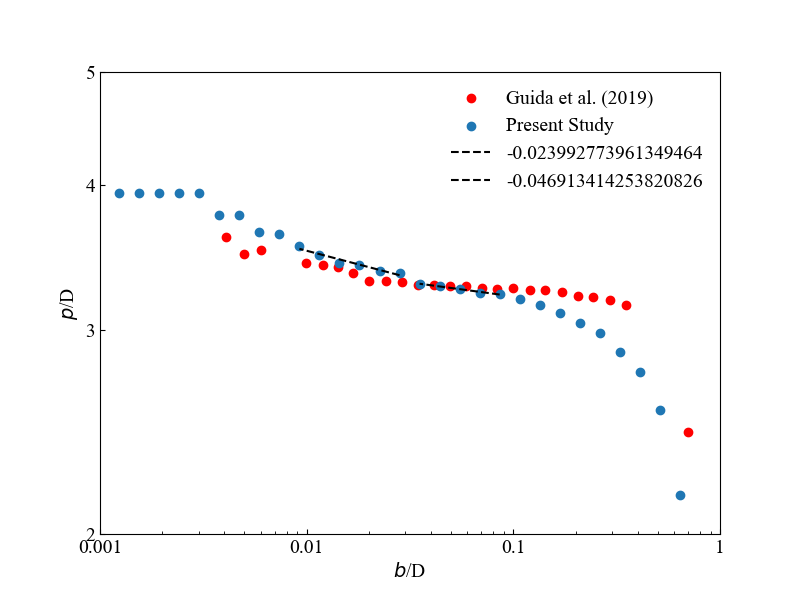 5
4
3
2
p/D
Guida et al. (2019)
Present Study
-0.023992773961349464
-0.046913414253820826
0.001
0.01
0.1
1
b/D